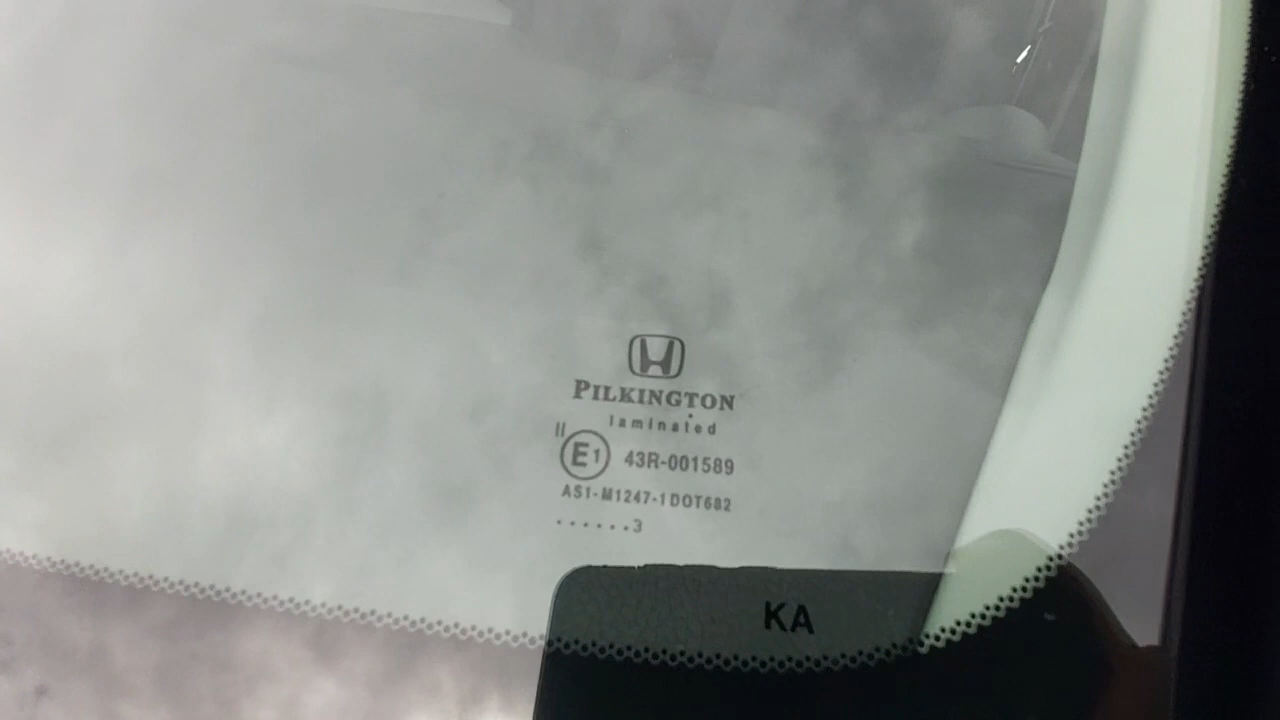 PILKINGTON
laminated
II
E1 43R-001589
AS1-M1247-1DOT682
......3
KA